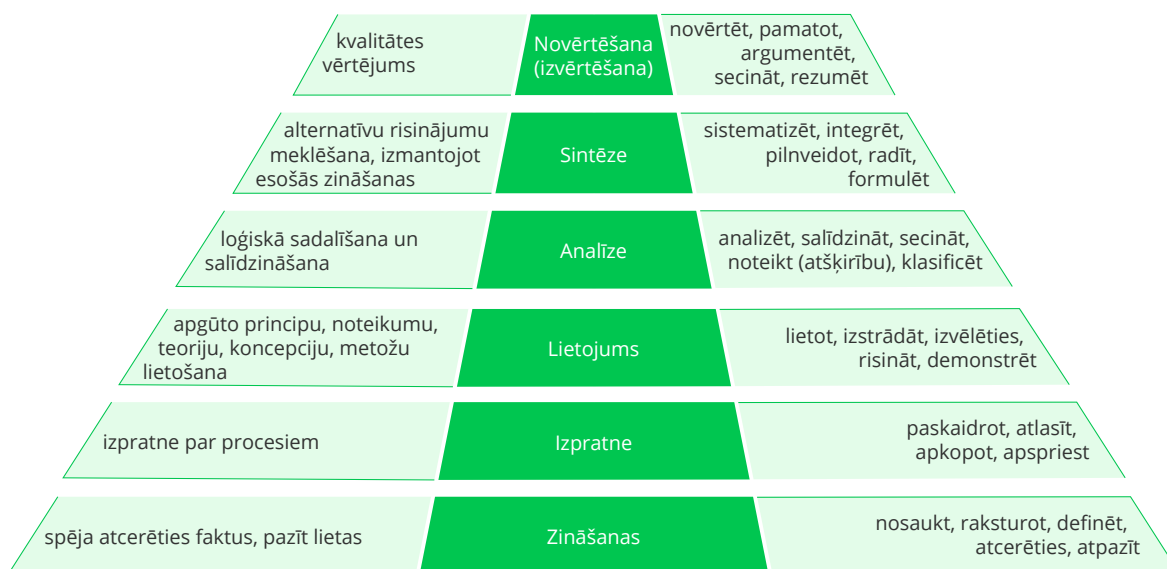 kvalitātes
vērtējums
Novērtēšana
(izvērtēšana)
novērtēt, pamatot,
argumentēt,
secināt, rezumēt
alternatīvu risinājumu
meklēšana, izmantojot
esošās zināšanas
Sintēze
sistematizēt, integrēt,
pilnveidot, radīt,
formulēt
loģiskā sadalīšana un
salīdzināšana
Analīze
analizēt, salīdzināt, secināt,
noteikt (atšķirību), klasificēt
apgūto principu, noteikumu,
teoriju, koncepciju, metožu
lietošana
Lietojums
lietot, izstrādāt, izvēlēties,
risināt, demonstrēt
izpratne par procesiem
Izpratne
paskaidrot, atlasīt,
apkopot, apspriest
spēja atcerēties faktus, pazīt lietas
Zināšanas
nosaukt, raksturot, definēt,
atcerēties, atpazīt